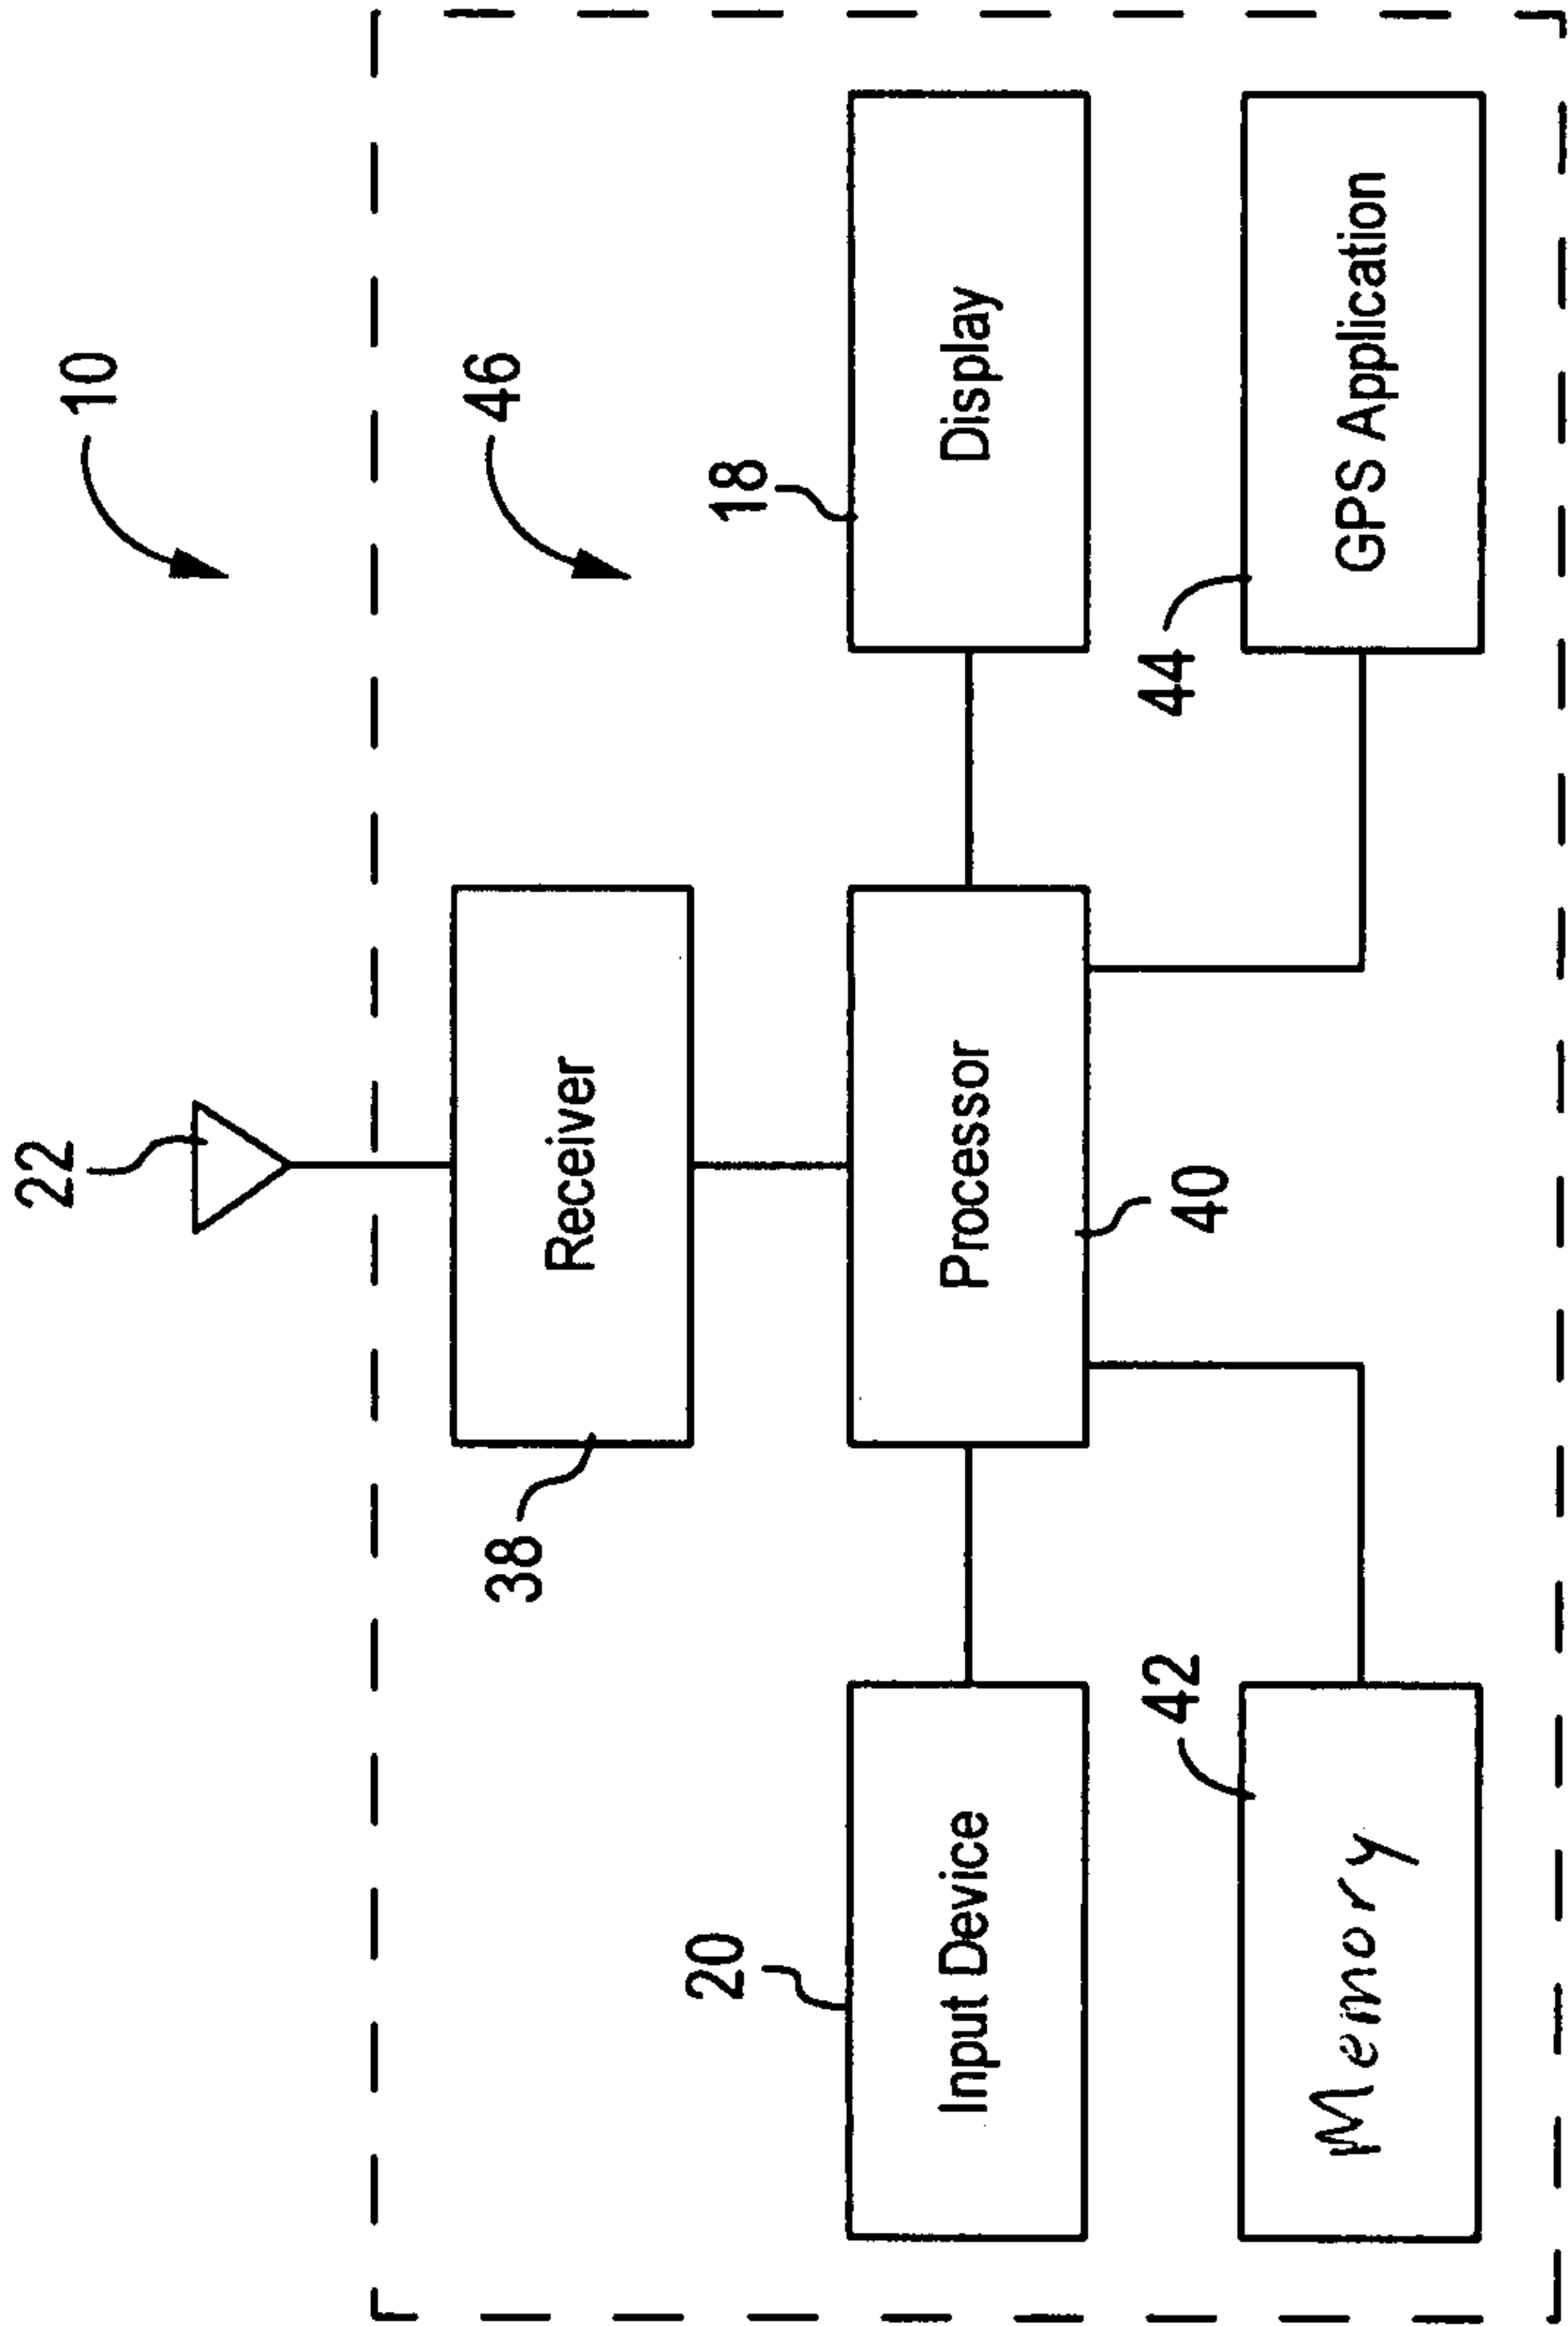 10
22
46
Receiver
38
18
20
Input Device
Processor
Display
40
42
44
Memory
GPS Application